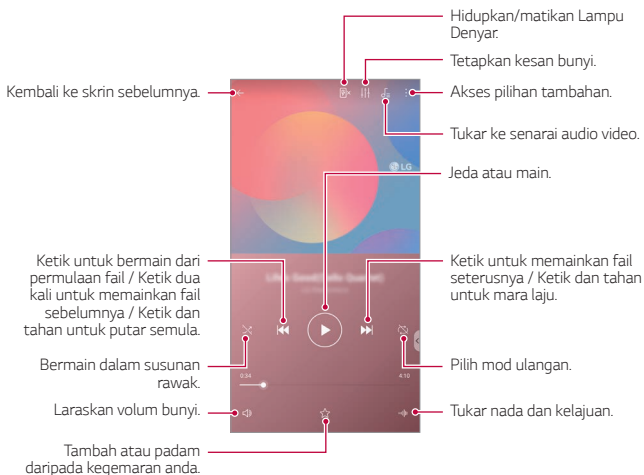 Hidupkan/matikan Lampu
Denyar.
Tetapkan kesan bunyi.
Kembali ke skrin sebelumnya.
Akses pilihan tambahan.
Tukar ke senarai audio video.
LG
Jeda atau main.
Ketik untuk bermain dari
permulaan fail / Ketik dua
kali untuk memainkan fail
sebelumnya / Ketik dan
tahan untuk putar semula.
Ketik untuk memainkan fail
seterusnya / Ketik dan tahan
untuk mara laju.
Bermain dalam susunan
rawak.
Pilih mod ulangan.
0:34
4:10
Laraskan volum bunyi.
Tukar nada dan kelajuan.
Tambah atau padam
daripada kegemaran anda.